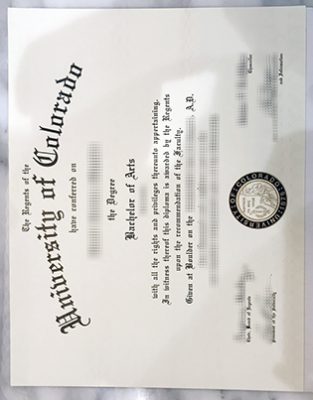 The Regents of the
University of Colorado
have conferred on
the Degree
Bachelor of Arts
with all the rights and privileges thereunto appertaining.
In witness thereof this diploma is awarded by the Regents
upon the recommendation of the Faculty.
Given at Boulder on the A.D.
Chancellor